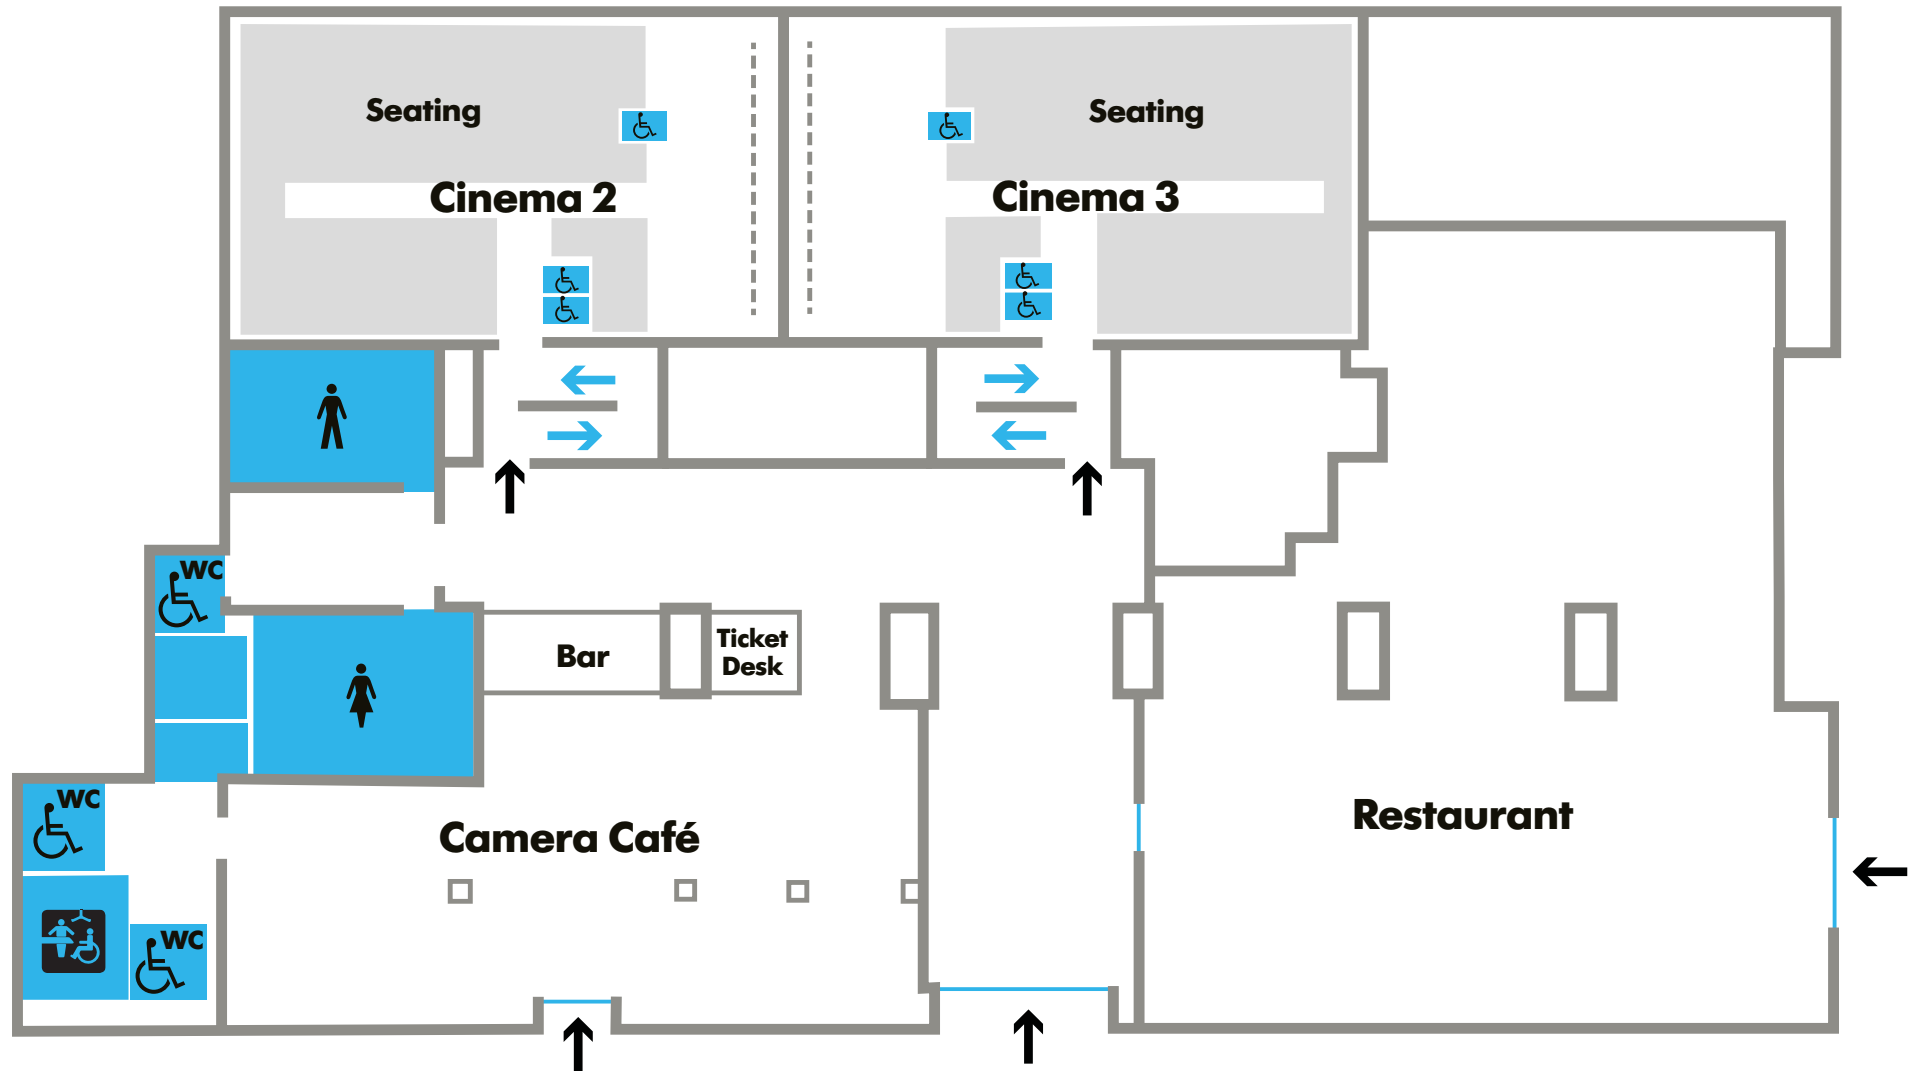 Seating
Seating
Cinema 2
Cinema 3
WC
Bar
Ticket
Desk
WC
Camera Café
Restaurant
WC